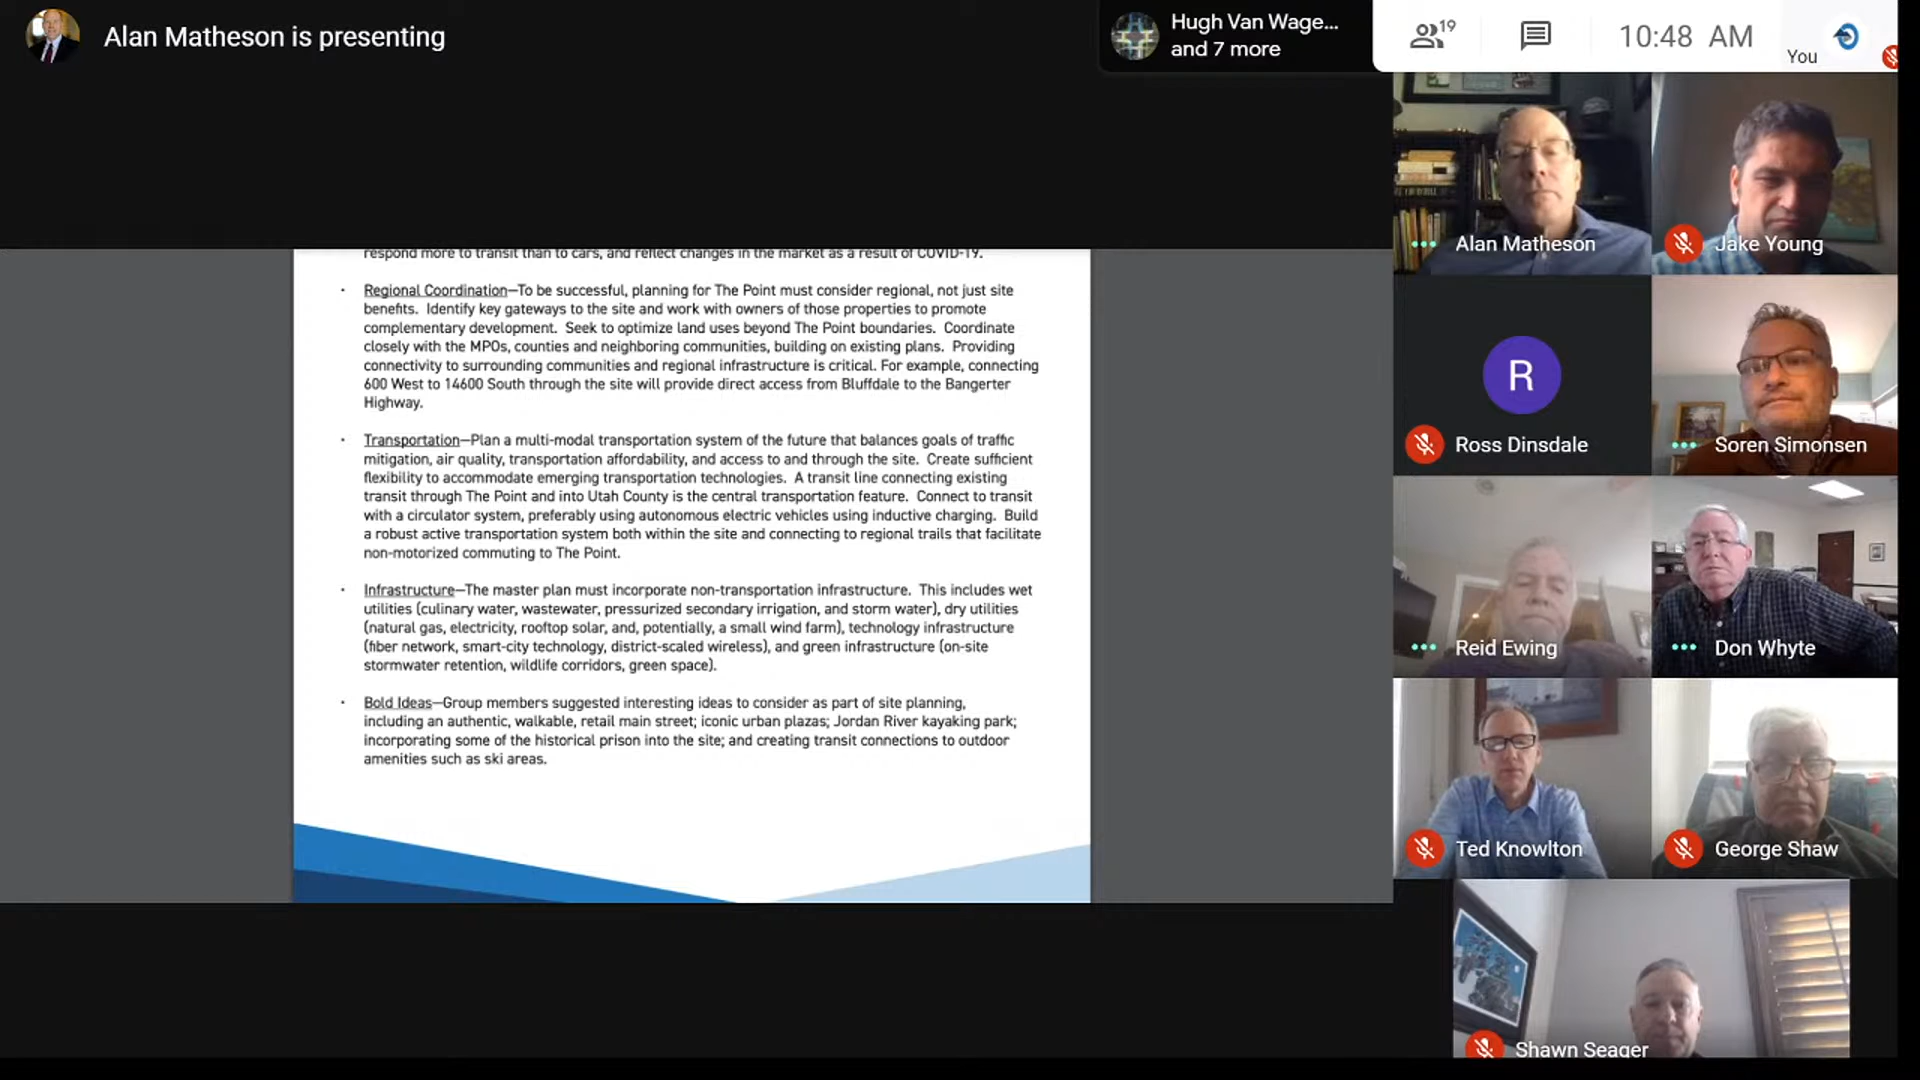 Alan Matheson is presenting
Hugh Van Wage...
and 7 more
19
10:48 AM
You
respond more to transit than to cars, and reflect changes in the market as a result of COVID-19.
· Regional Coordination—To be successful, planning for The Point must consider regional, not just site
benefits. Identify key gateways to the site and work with owners of those properties to promote
complementary development. Seek to optimize land uses beyond The Point boundaries. Coordinate
closely with the MPOs, counties and neighboring communities, building on existing plans. Providing
connectivity to surrounding communities and regional infrastructure is critical. For example, connecting
600 West to 14600 South through the site will provide direct access from Bluffdale to the Bangerter
Highway.
· Transportation—Plan a multi-modal transportation system of the future that balances goals of traffic
mitigation, air quality, transportation affordability, and access to and through the site. Create sufficient
flexibility to accommodate emerging transportation technologies. A transit line connecting existing
transit through The Point and into Utah County is the central transportation feature. Connect to transit
with a circulator system, preferably using autonomous electric vehicles using inductive charging. Build
a robust active transportation system both within the site and connecting to regional trails that facilitate
non-motorized commuting to The Point.
· Infrastructure—The master plan must incorporate non-transportation infrastructure. This includes wet
utilities (culinary water, wastewater, pressurized secondary irrigation, and storm water), dry utilities
(natural gas, electricity, rooftop solar, and, potentially, a small wind farm), technology infrastructure
(fiber network, smart-city technology, district-scaled wireless), and green infrastructure (on-site
stormwater retention, wildlife corridors, green space).
· Bold Ideas—Group members suggested interesting ideas to consider as part of site planning,
including an authentic, walkable, retail main street; iconic urban plazas; Jordan River kayaking park;
incorporating some of the historical prison into the site; and creating transit connections to outdoor
amenities such as ski areas.
Alan Matheson
Jake Young
R
Ross Dinsdale
Soren Simonsen
Reid Ewing
Don Whyte
Ted Knowlton
George Shaw
Shawn Seager